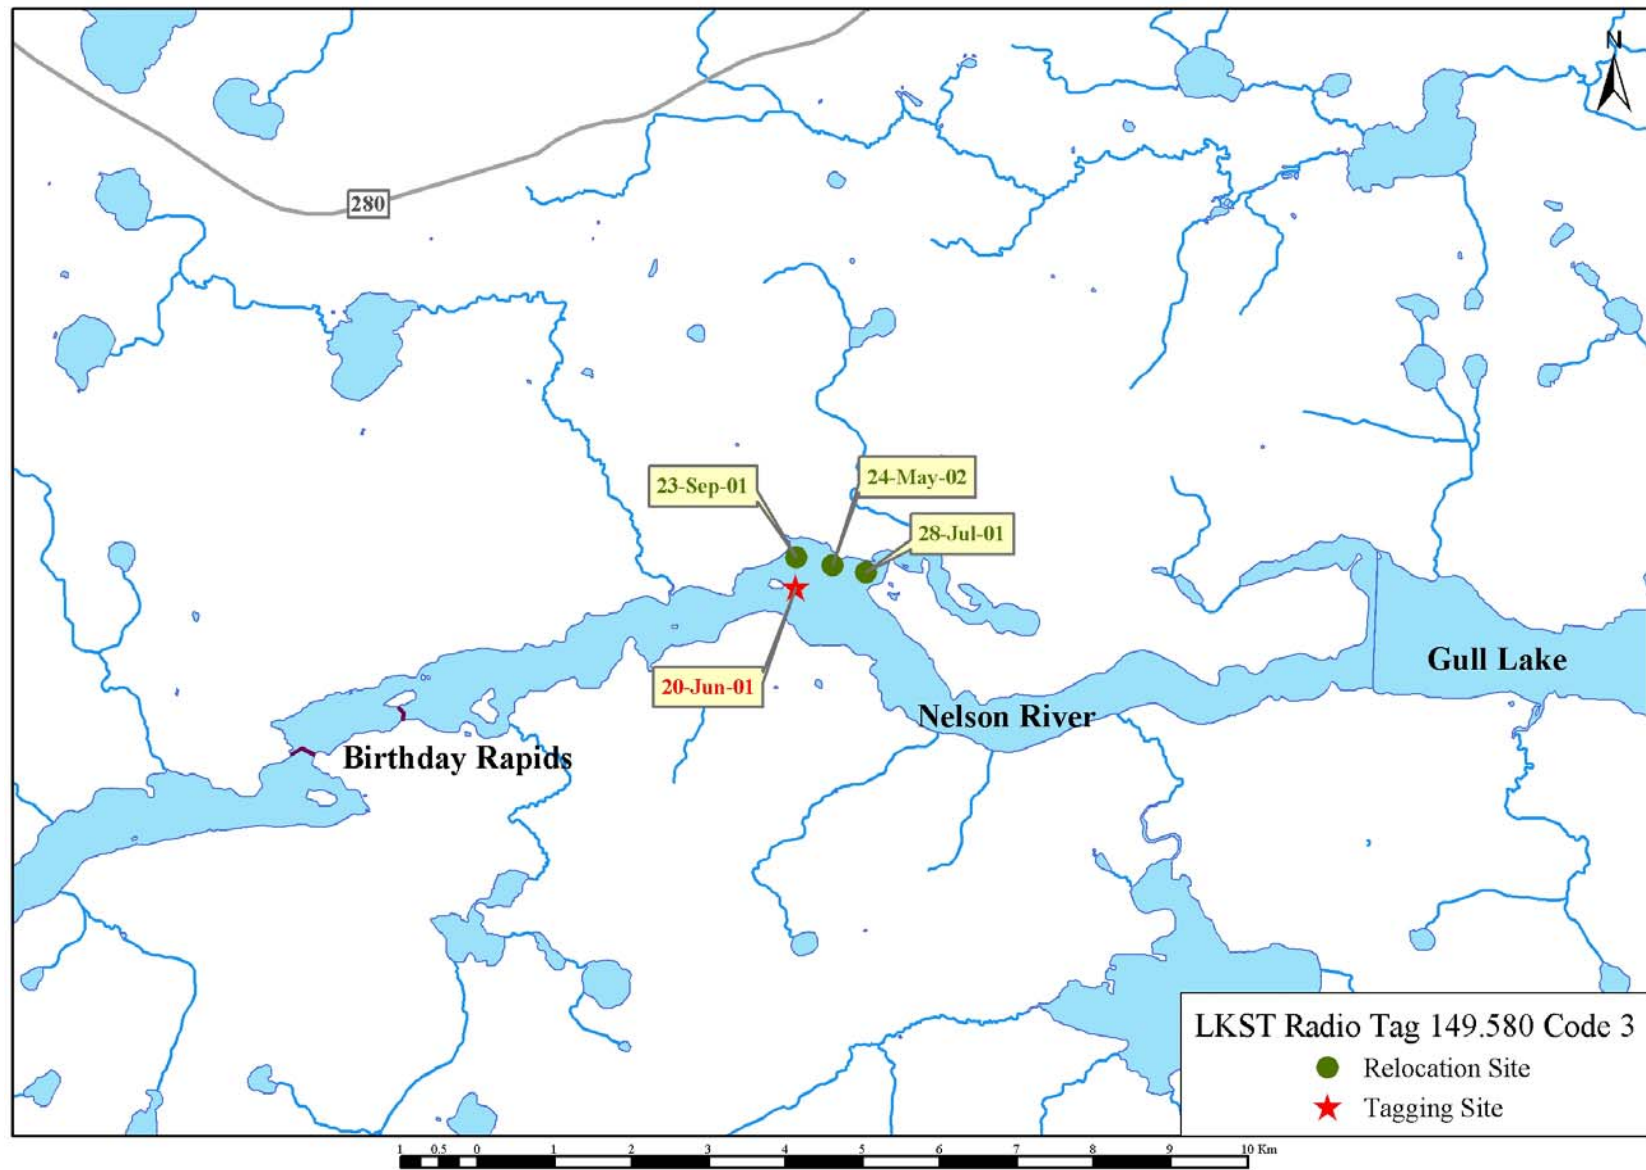 N
280
23-Sep-01
24-May-02
28-Jul-01
20-Jun-01
Gull Lake
Nelson River
Birthday Rapids
LKST Radio Tag 149.580 Code 3
Relocation Site
Tagging Site
1 0.5 0 1 2 3 4 5 6 7 8 9 10 Km